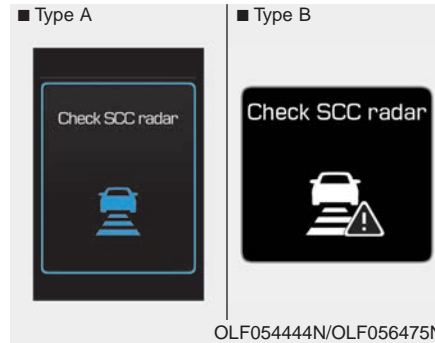 ■ Type A
■ Type B
Check SCC radar
Check SCC radar
OLF054444N/OLF056475N